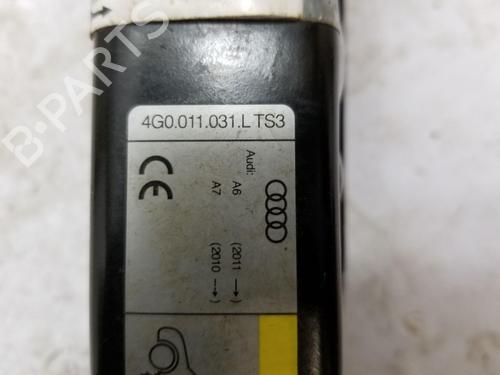 4G0.011.031.L TS3
Audi:
A6 (2011 →)
A7 (2010 →)
CE
B-PARTS